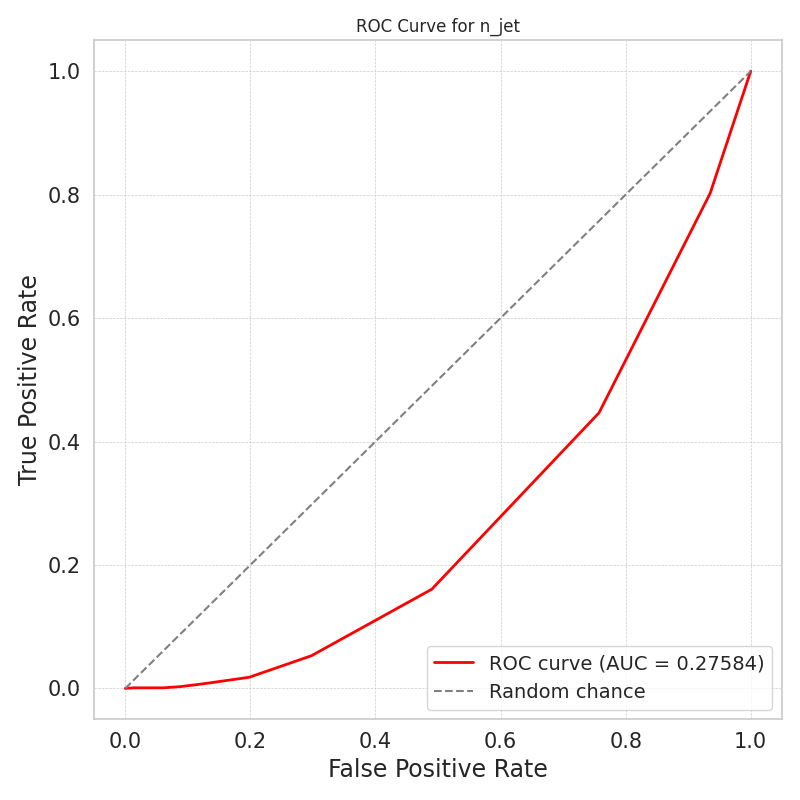 ROC Curve for n_jet
1.0
0.8
0.6
0.4
0.2
0.0
True Positive Rate
ROC curve (AUC = 0.27584)
Random chance
0.0 0.2 0.4 0.6 0.8 1.0
False Positive Rate